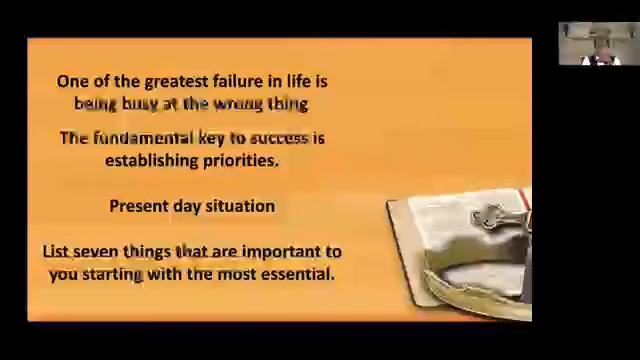 One of the greatest failure in life is
being busy at the wrong thing
The fundamental key to success is
establishing priorities.
Present day situation
List seven things that are important to
you starting with the most essential.